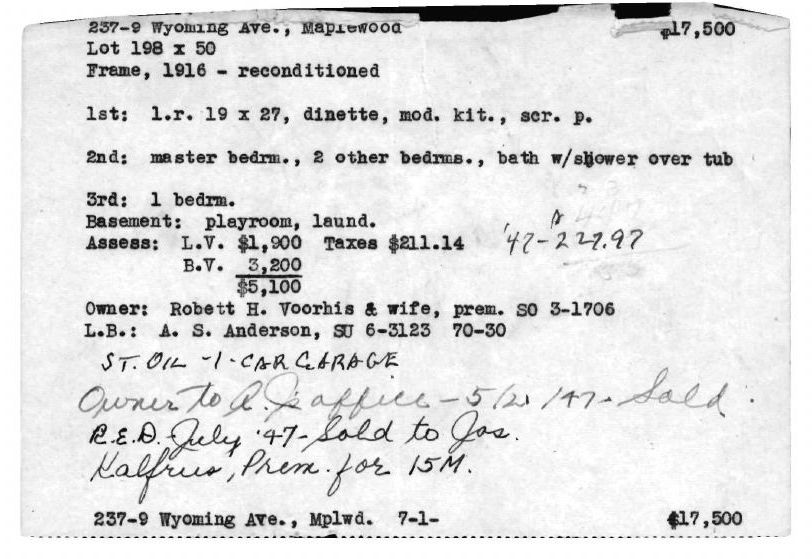 237-9 Wyoming Ave., Maplewood $17,500
Lot 198 x 50
Frame, 1916 - reconditioned
1st: l.r. 19 x 27, dinette, mod. kit., scr. p.
2nd: master bedrm., 2 other bedrms., bath w/shower over tub
3rd: 1 bedrm.
Basement: playroom, laund.
Assess: L.V. $1,900 Taxes $211.14 '47-227.97
B.V. 3,200
$5,100
Owner: Robett H. Voorhis & wife, prem. SO 3-1706
L.B.: A. S. Anderson, SU 6-3123 70-30
ST. OIL -1- CAR GARAGE
Owner to A.J's office - 5/21/47 - Sold.
R.E.D. July '47 - Sold to Jos.
Kalfrus, Prem. for 15M.
237-9 Wyoming Ave., Mplwd. 7-1- $17,500